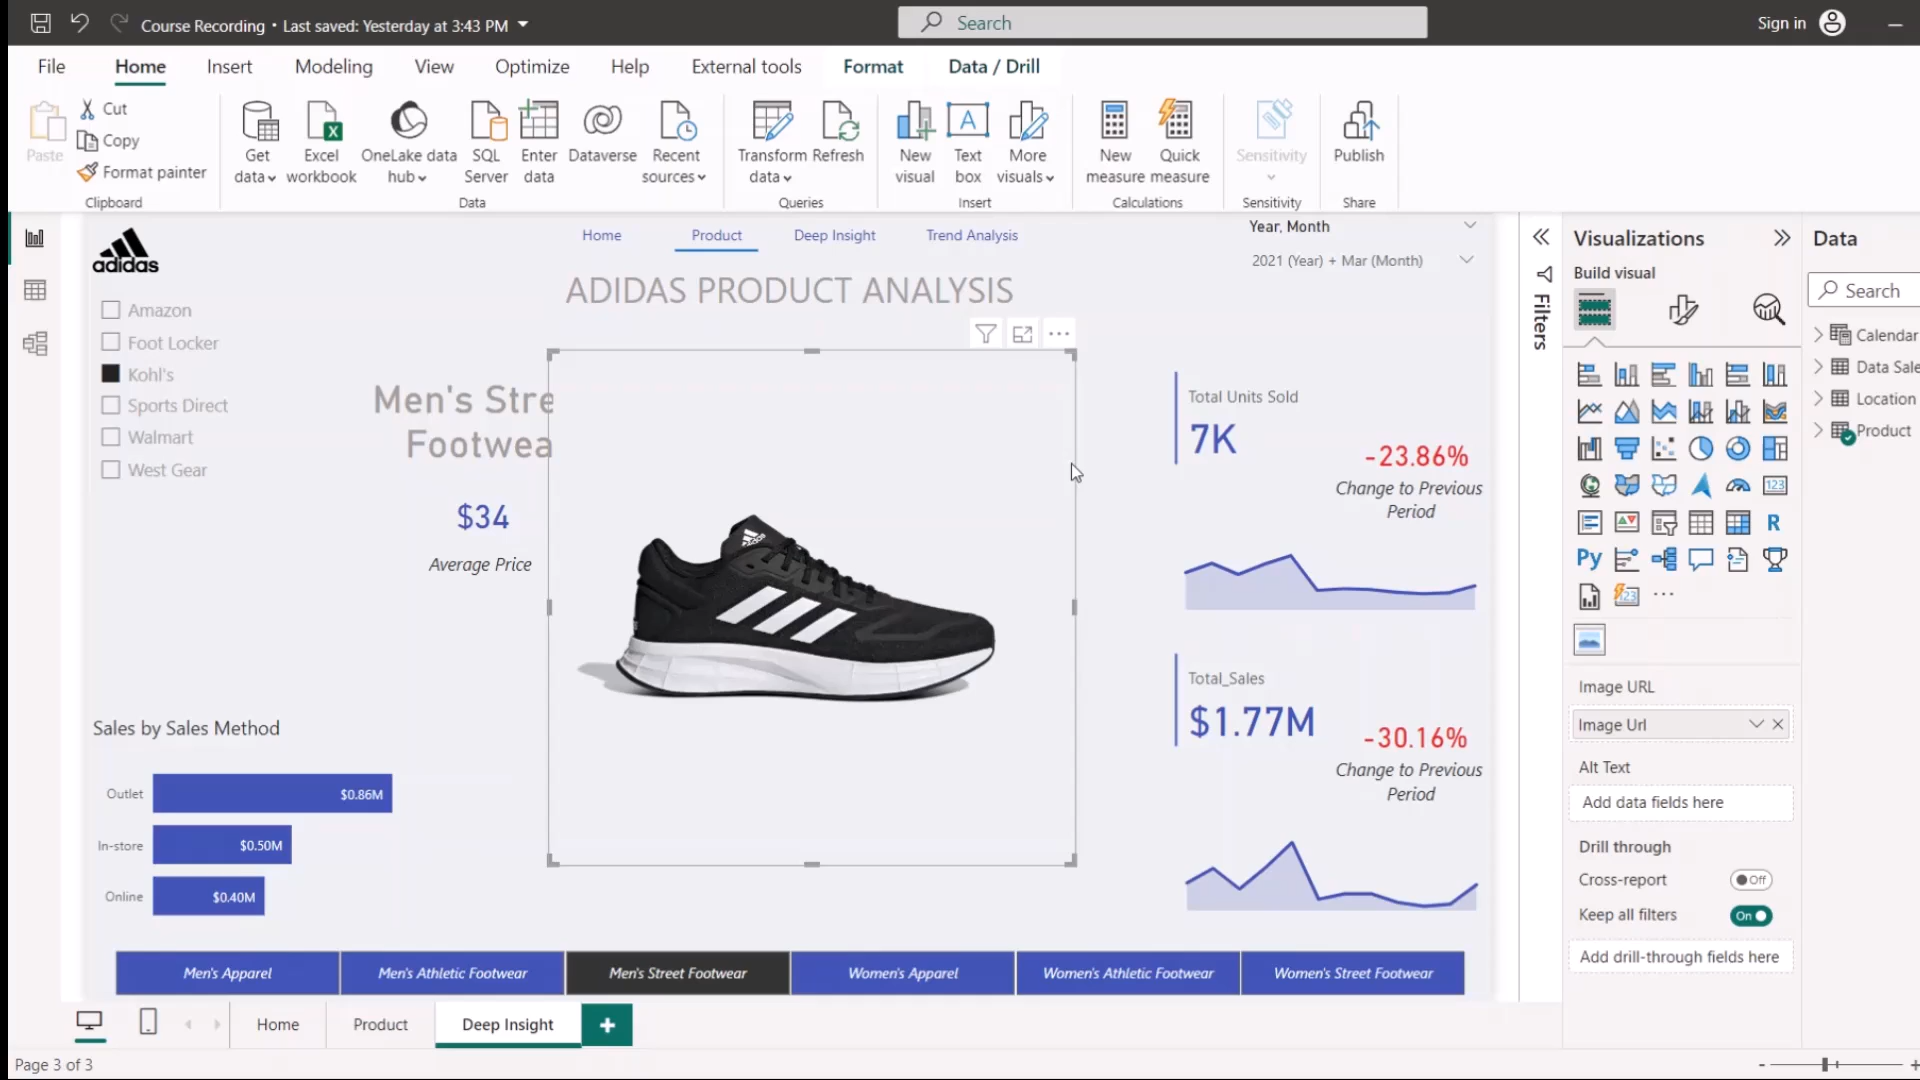 Course Recording • Last saved: Yesterday at 3:43 PM
Search
Sign in
File
Home
Insert
Modeling
View
Optimize
Help
External tools
Format
Data / Drill
Paste
Cut
Copy
Format painter
Clipboard
Get data
Excel workbook
OneLake data hub
SQL Server
Enter data
Dataverse
Recent sources
Data
Transform data
Refresh
Queries
New visual
Text box
More visuals
Insert
New measure
Quick measure
Calculations
Sensitivity
Sensitivity
Publish
Share
adidas
Home
Product
Deep Insight
Trend Analysis
Year, Month
2021 (Year) + Mar (Month)
ADIDAS PRODUCT ANALYSIS
Amazon
Foot Locker
Kohl's
Sports Direct
Walmart
West Gear
Men's Stre
Footwea
$34
Average Price
adidas
Total Units Sold
7K
-23.86%
Change to Previous
Period
Total_Sales
$1.77M
-30.16%
Change to Previous
Period
Sales by Sales Method
Outlet
$0.86M
In-store
$0.50M
Online
$0.40M
Men's Apparel
Men's Athletic Footwear
Men's Street Footwear
Women's Apparel
Women's Athletic Footwear
Women's Street Footwear
Filters
Visualizations
Build visual
123
R
Py
123
Image URL
Image Url
Alt Text
Add data fields here
Drill through
Cross-report
Off
Keep all filters
On
Add drill-through fields here
Data
Search
Calendar
Data Sale
Location
Product
Home
Product
Deep Insight
Page 3 of 3